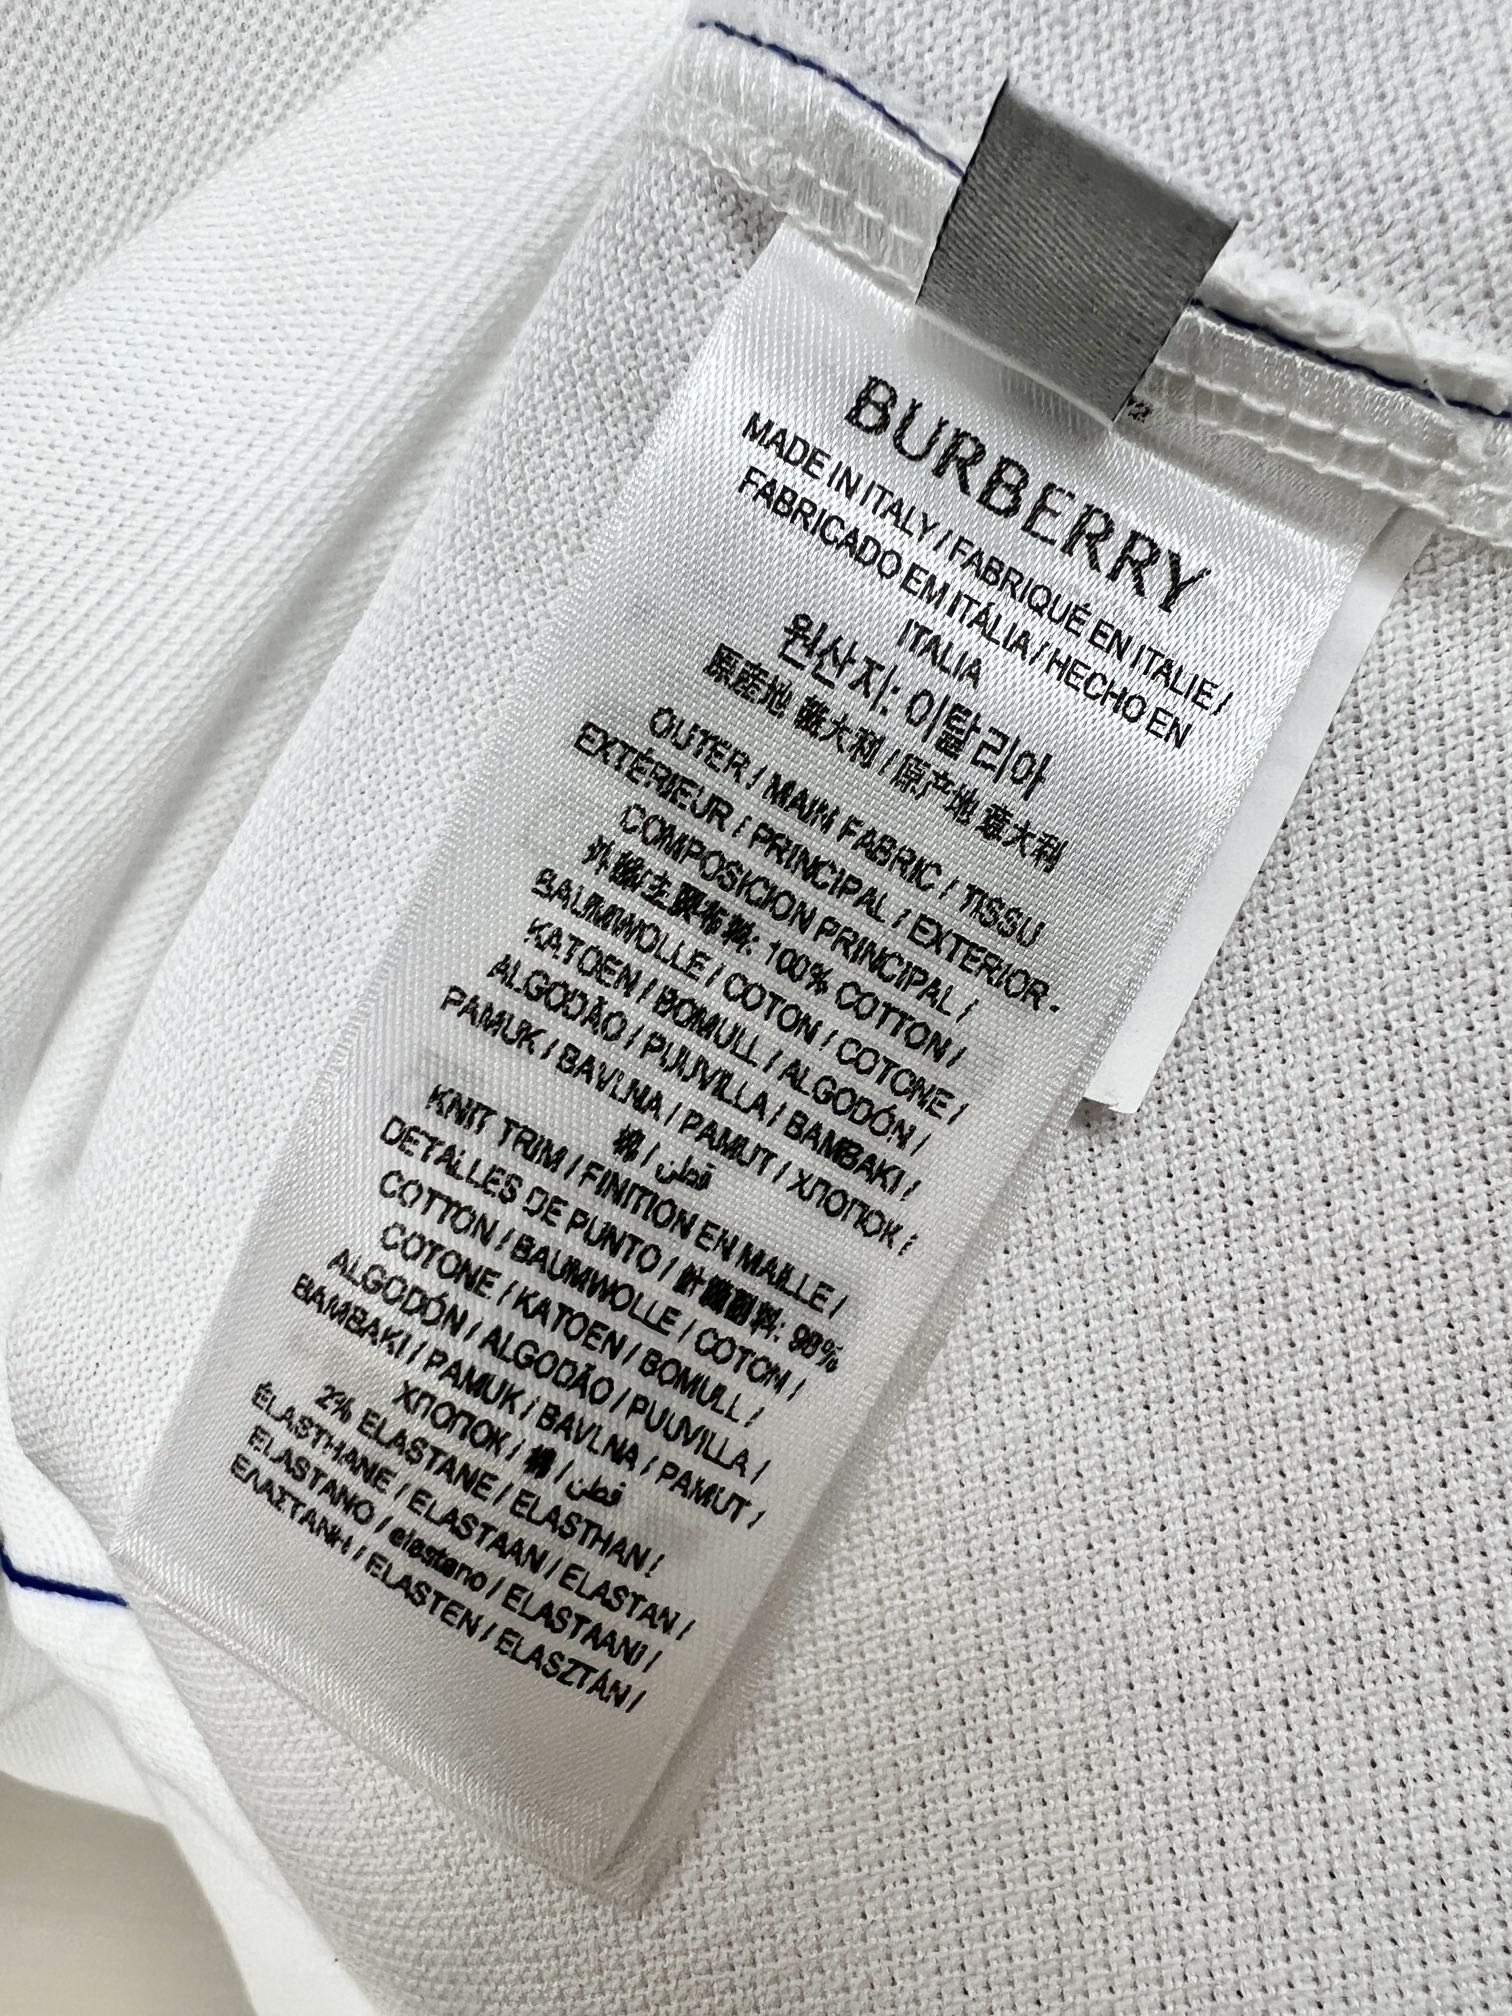 BURBERRY
MADE IN ITALY / FABRIQUÉ EN ITALIE /
FABRICADO EM ITÁLIA / HECHO EN
ITALIA
원산지: 이탈리아
原産地 義大利 / 原产地 意大利
OUTER / MAIN FABRIC / TISSU
EXTÉRIEUR / PRINCIPAL / EXTERIOR-
COMPOSICION PRINCIPAL /
外層/主要布料: 100% COTTON /
BAUMWOLLE / COTON / COTONE /
KATOEN / BOMULL / ALGODÓN /
ALGODÃO / PUUVILLA / ΒΑΜΒΑΚΙ /
PAMUK / BAVLNA / PAMUT / ХЛОПОК /
棉 / قطن
KNIT TRIM / FINITION EN MAILLE /
DETALLES DE PUNTO / 針織面料: 98%
COTTON / BAUMWOLLE / COTON /
COTONE / KATOEN / BOMULL /
ALGODÓN / ALGODÃO / PUUVILLA /
ΒΑΜΒΑΚΙ / PAMUK / BAVLNA / PAMUT /
ХЛОПОК / 棉 / قطن
2% ELASTANE / ELASTHAN /
ÉLASTHANE / ELASTAAN / ELASTAN /
ELASTANO / elastano / ELASTAANI /
ΕΛΑΣΤΑΝΗ / ELASTEN / ELASZTÁN /